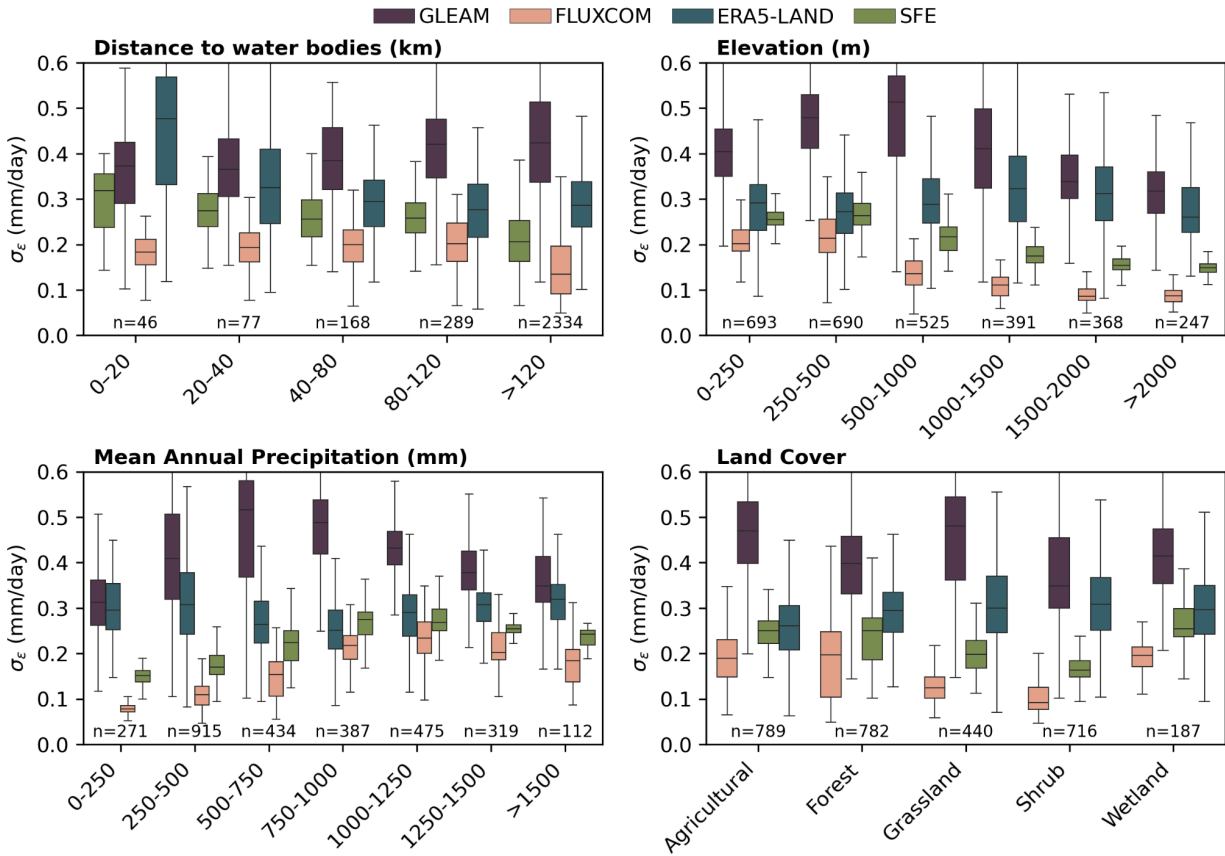 GLEAM FLUXCOM ERA5-LAND SFE
Distance to water bodies (km)
σε (mm/day)
0.6
0.5
0.4
0.3
0.2
0.1
0.0
n=46 n=77 n=168 n=289 n=2334
0–20 20–40 40–80 80–120 >120
Elevation (m)
σε (mm/day)
0.6
0.5
0.4
0.3
0.2
0.1
0.0
n=693 n=690 n=525 n=391 n=368 n=247
0–250 250–500 500–1000 1000–1500 1500–2000 >2000
Mean Annual Precipitation (mm)
σε (mm/day)
0.6
0.5
0.4
0.3
0.2
0.1
0.0
n=271 n=915 n=434 n=387 n=475 n=319 n=112
0–250 250–500 500–750 750–1000 1000–1250 1250–1500 >1500
Land Cover
σε (mm/day)
0.6
0.5
0.4
0.3
0.2
0.1
0.0
n=789 n=782 n=440 n=716 n=187
Agricultural Forest Grassland Shrub Wetland